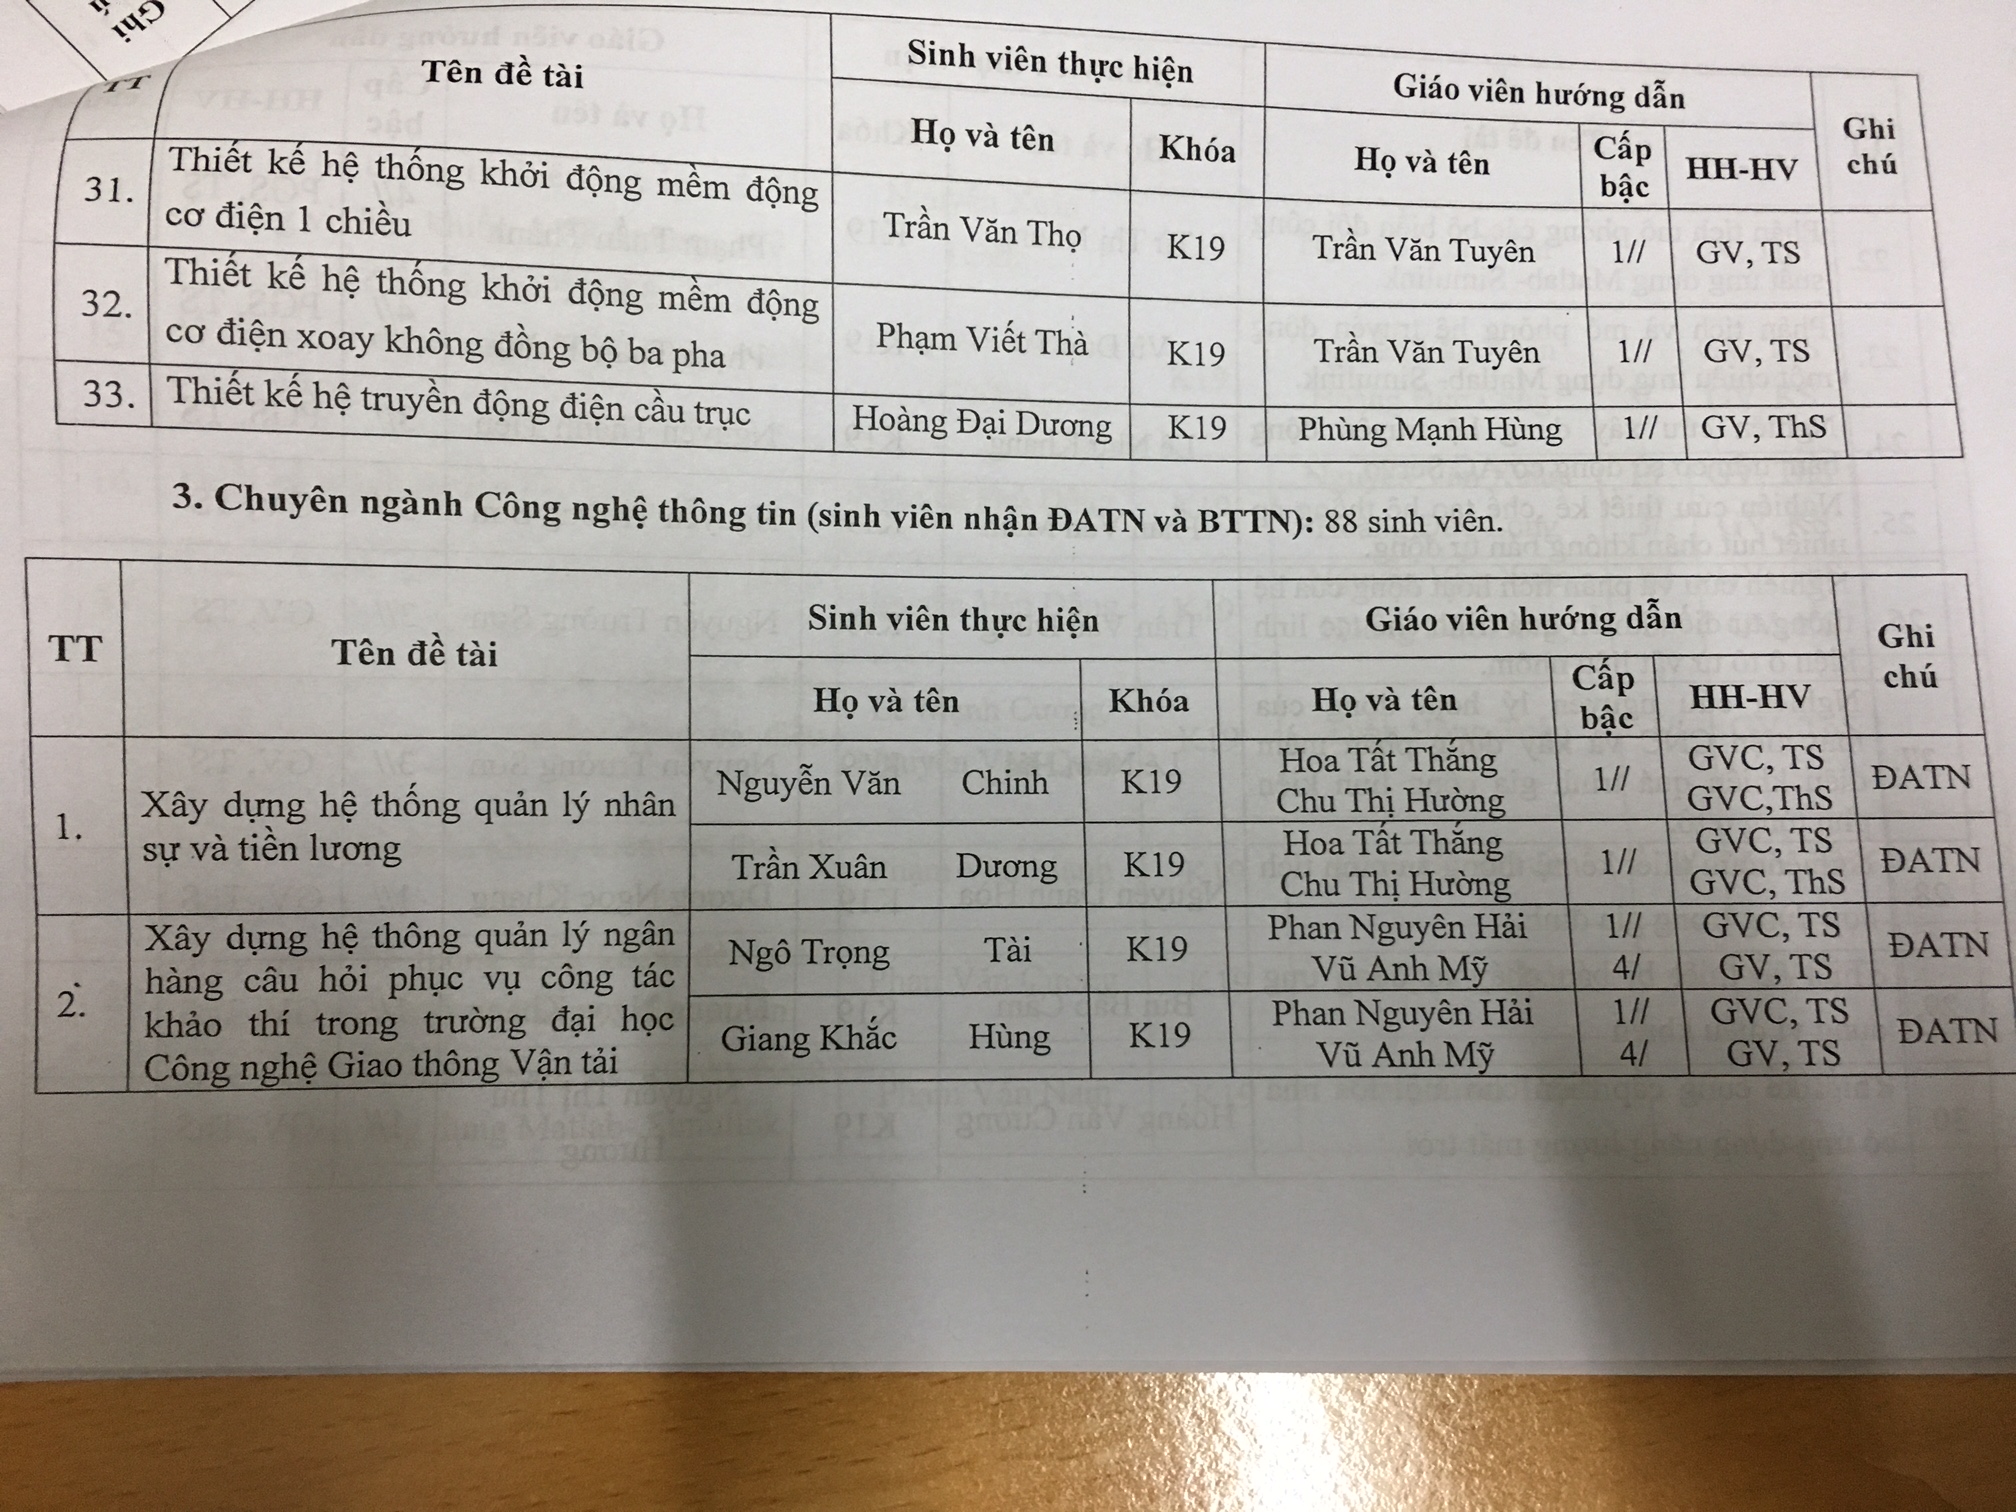 Ghi
TT
Tên đề tài
Sinh viên thực hiện
Giáo viên hướng dẫn
Ghi chú
Họ và tên
Khóa
Họ và tên
Cấp bậc
HH-HV
31.
Thiết kế hệ thống khởi động mềm động
cơ điện 1 chiều
Trần Văn Thọ
K19
Trần Văn Tuyên
1//
GV, TS
32.
Thiết kế hệ thống khởi động mềm động
cơ điện xoay không đồng bộ ba pha
Phạm Viết Thà
K19
Trần Văn Tuyên
1//
GV, TS
33.
Thiết kế hệ truyền động điện cầu trục
Hoàng Đại Dương
K19
Phùng Mạnh Hùng
1//
GV, ThS
3. Chuyên ngành Công nghệ thông tin (sinh viên nhận ĐATN và BTTN): 88 sinh viên.
TT
Tên đề tài
Sinh viên thực hiện
Giáo viên hướng dẫn
Ghi chú
Họ và tên
Khóa
Họ và tên
Cấp bậc
HH-HV
1.
Xây dựng hệ thống quản lý nhân
sự và tiền lương
Nguyễn Văn Chinh
K19
Hoa Tất Thắng
Chu Thị Hường
1//
GVC, TS
GVC,ThS
ĐATN
Trần Xuân Dương
K19
Hoa Tất Thắng
Chu Thị Hường
1//
GVC, TS
GVC, ThS
ĐATN
2.
Xây dựng hệ thông quản lý ngân
hàng câu hỏi phục vụ công tác
khảo thí trong trường đại học
Công nghệ Giao thông Vận tải
Ngô Trọng Tài
K19
Phan Nguyên Hải
Vũ Anh Mỹ
1//
4/
GVC, TS
GV, TS
ĐATN
Giang Khắc Hùng
K19
Phan Nguyên Hải
Vũ Anh Mỹ
1//
4/
GVC, TS
GV, TS
ĐATN